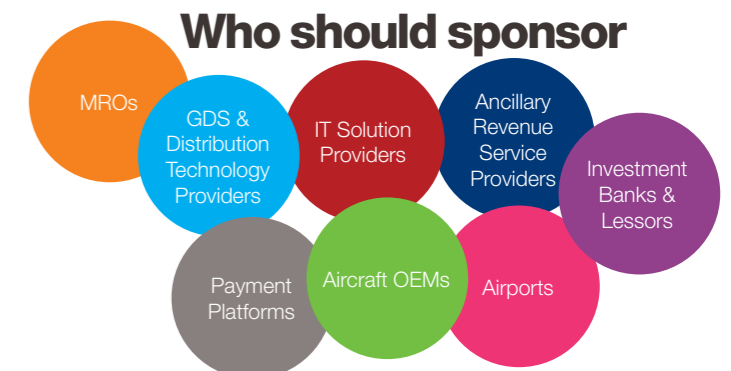 Who should sponsor
MROs
GDS &
Distribution
Technology
Providers
IT Solution
Providers
Ancillary
Revenue
Service
Providers
Investment
Banks &
Lessors
Payment
Platforms
Aircraft OEMs
Airports